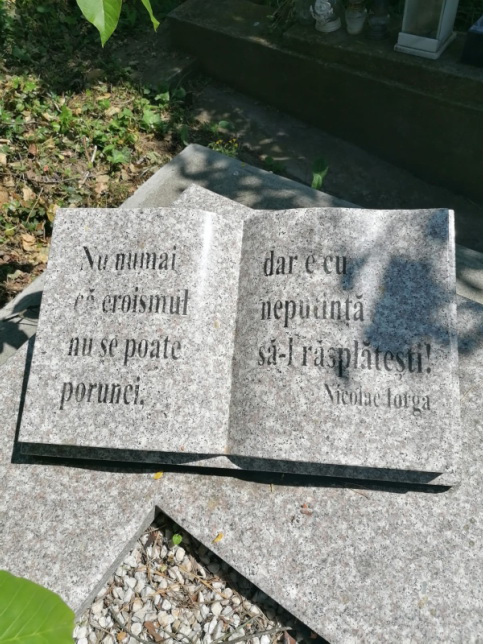 Nu numai
că eroismul
nu se poate
porunci.
dar e cu
neputință
să-l răsplătești!
Nicolae Iorga